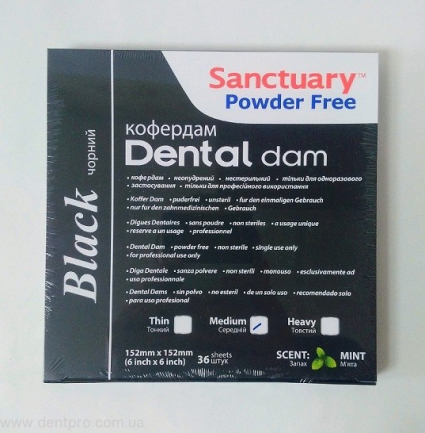 Sanctuary™
Powder Free
кофердам
Dental dam
Black чорний
• кофердам • неопудрений • нестерильний • тільки для одноразового
застосування • тільки для професійного використання
• Koffer Dam • puderfrei • unsteril • fur den einmaligen Gebrauch
• nur fur den zahnmedizinischen • Gebrauch
• Digues Dentaires • sans poudre • non steriles • a usage unique
• reserve a un usage • professionnel
• Dental Dam • powder free • non sterile • single use only
• for professional use only
• Diga Dentale • sanza polvere • non sterili • monouso • esclusivamente ad
• uso professionnale
• Dental Dams • sin polvo • no esteril • de un solo uso • recomendado solo
• para uso profesional
Thin Medium Heavy
Тонкий Середній Товстий
152mm x 152mm
(6 inch x 6 inch)
36 sheets
штук
SCENT: MINT
Запах М'ята
www.dentpro.com.ua